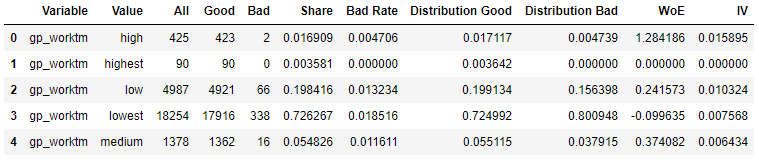 Variable Value All Good Bad Share Bad Rate Distribution Good Distribution Bad WoE IV
0 gp_worktm high 425 423 2 0.016909 0.004706 0.017117 0.004739 1.284186 0.015895
1 gp_worktm highest 90 90 0 0.003581 0.000000 0.003642 0.000000 0.000000 0.000000
2 gp_worktm low 4987 4921 66 0.198416 0.013234 0.199134 0.156398 0.241573 0.010324
3 gp_worktm lowest 18254 17916 338 0.726267 0.018516 0.724992 0.800948 -0.099635 0.007568
4 gp_worktm medium 1378 1362 16 0.054826 0.011611 0.055115 0.037915 0.374082 0.006434